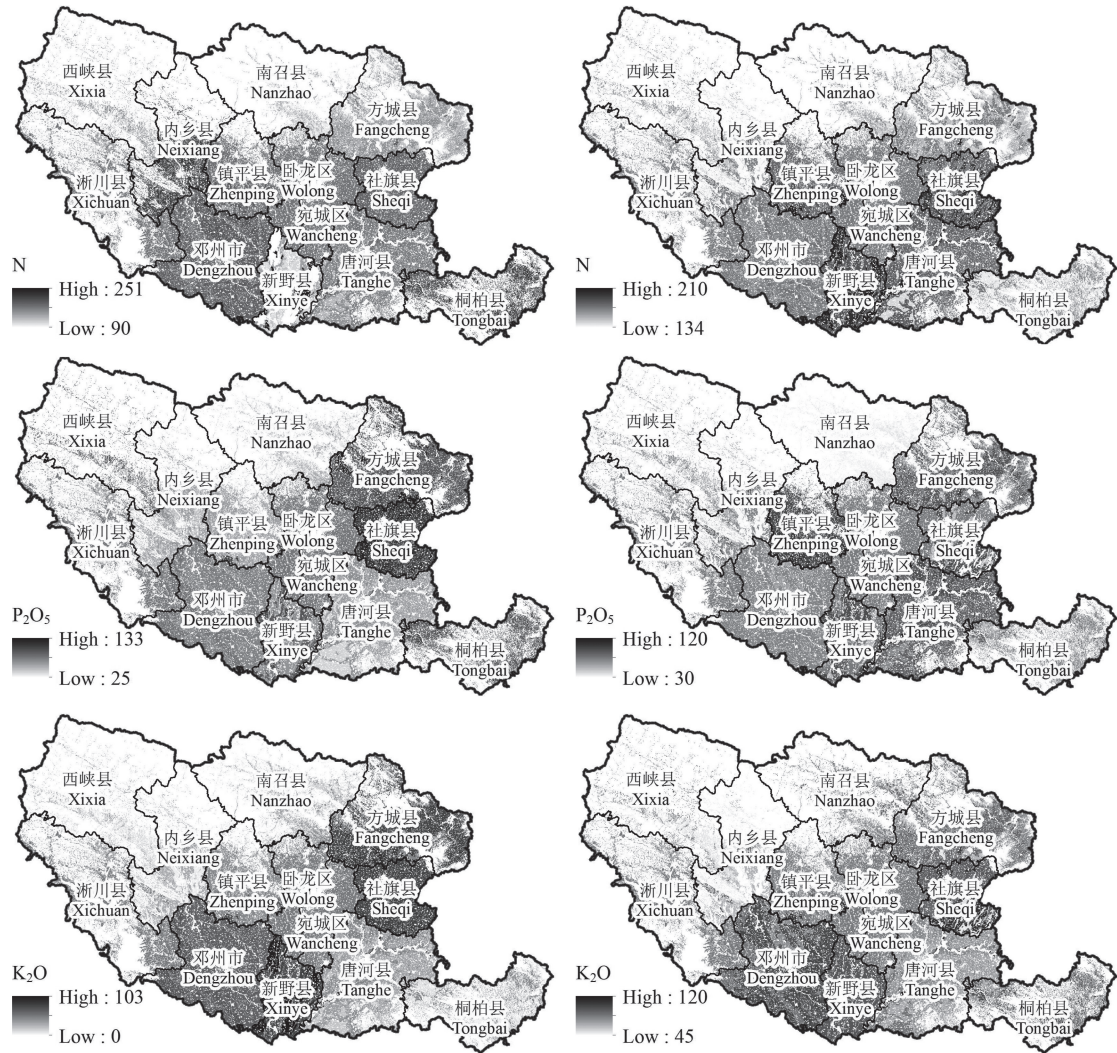 西峡县
Xixia
南召县
Nanzhao
方城县
Fangcheng
内乡县
Neixiang
淅川县
Xichuan
镇平县
Zhenping
卧龙区
Wolong
社旗县
Sheqi
宛城区
Wancheng
邓州市
Dengzhou
唐河县
Tanghe
新野县
Xinye
桐柏县
Tongbai
N
High : 251
Low : 90
西峡县
Xixia
南召县
Nanzhao
方城县
Fangcheng
内乡县
Neixiang
淅川县
Xichuan
镇平县
Zhenping
卧龙区
Wolong
社旗县
Sheqi
宛城区
Wancheng
邓州市
Dengzhou
唐河县
Tanghe
新野县
Xinye
桐柏县
Tongbai
N
High : 210
Low : 134
西峡县
Xixia
南召县
Nanzhao
方城县
Fangcheng
内乡县
Neixiang
淅川县
Xichuan
镇平县
Zhenping
卧龙区
Wolong
社旗县
Sheqi
宛城区
Wancheng
邓州市
Dengzhou
唐河县
Tanghe
新野县
Xinye
桐柏县
Tongbai
P₂O₅
High : 133
Low : 25
西峡县
Xixia
南召县
Nanzhao
方城县
Fangcheng
内乡县
Neixiang
淅川县
Xichuan
镇平县
Zhenping
卧龙区
Wolong
社旗县
Sheqi
宛城区
Wancheng
邓州市
Dengzhou
唐河县
Tanghe
新野县
Xinye
桐柏县
Tongbai
P₂O₅
High : 120
Low : 30
西峡县
Xixia
南召县
Nanzhao
方城县
Fangcheng
内乡县
Neixiang
淅川县
Xichuan
镇平县
Zhenping
卧龙区
Wolong
社旗县
Sheqi
宛城区
Wancheng
邓州市
Dengzhou
唐河县
Tanghe
新野县
Xinye
桐柏县
Tongbai
K₂O
High : 103
Low : 0
西峡县
Xixia
南召县
Nanzhao
方城县
Fangcheng
内乡县
Neixiang
淅川县
Xichuan
镇平县
Zhenping
卧龙区
Wolong
社旗县
Sheqi
宛城区
Wancheng
邓州市
Dengzhou
唐河县
Tanghe
新野县
Xinye
桐柏县
Tongbai
K₂O
High : 120
Low : 45